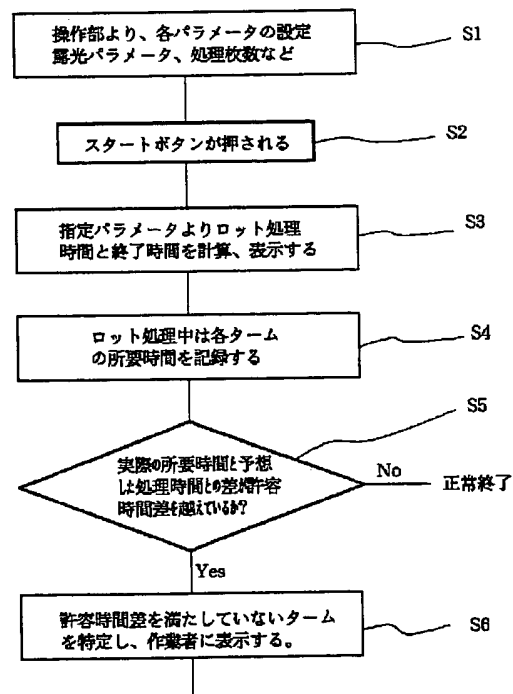 操作部より、各パラメータの設定
露光パラメータ、処理枚数など
S1
スタートボタンが押される
S2
指定パラメータよりロット処理
時間と終了時間を計算、表示する
S3
ロット処理中は各ターム
の所要時間を記録する
S4
S5
実際の所要時間と予想
しは処理時間との差が許容
時間差を越えているか?
No
正常終了
Yes
許容時間差を満たしていないターム
を特定し、作業者に表示する。
S6